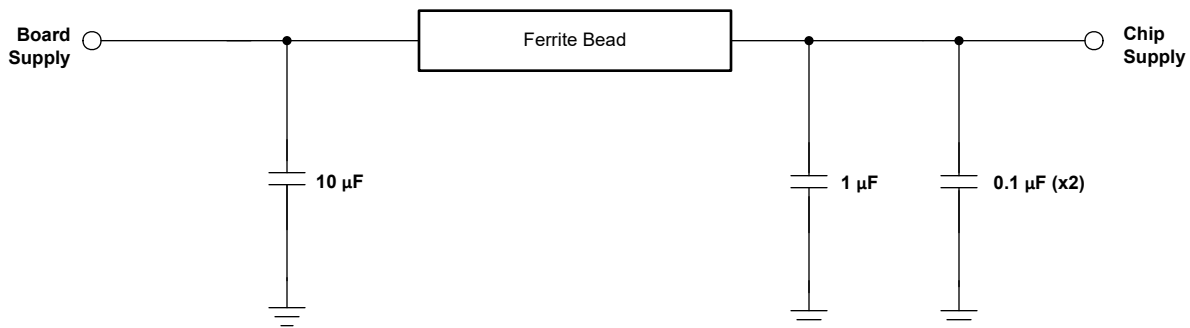 Board
Supply
Ferrite Bead
Chip
Supply
10 µF
1 µF
0.1 µF (x2)